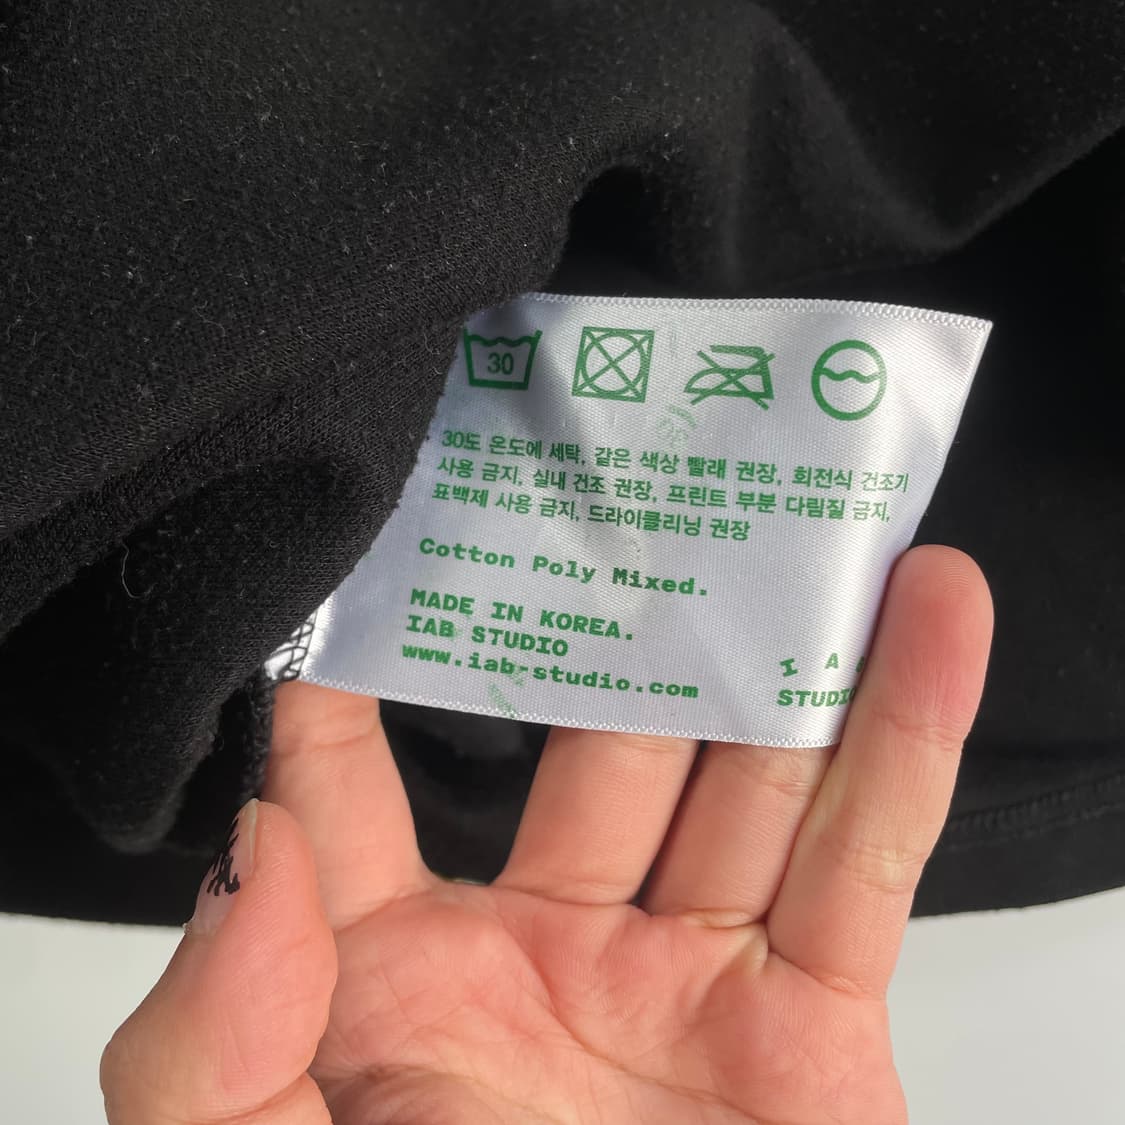 30
30도 온도에 세탁, 같은 색상 빨래 권장, 회전식 건조기
사용 금지, 실내 건조 권장, 프린트 부분 다림질 금지,
표백제 사용 금지, 드라이클리닝 권장
Cotton Poly Mixed.
MADE IN KOREA.
IAB STUDIO
www.iab-studio.com
I A
STUDIO